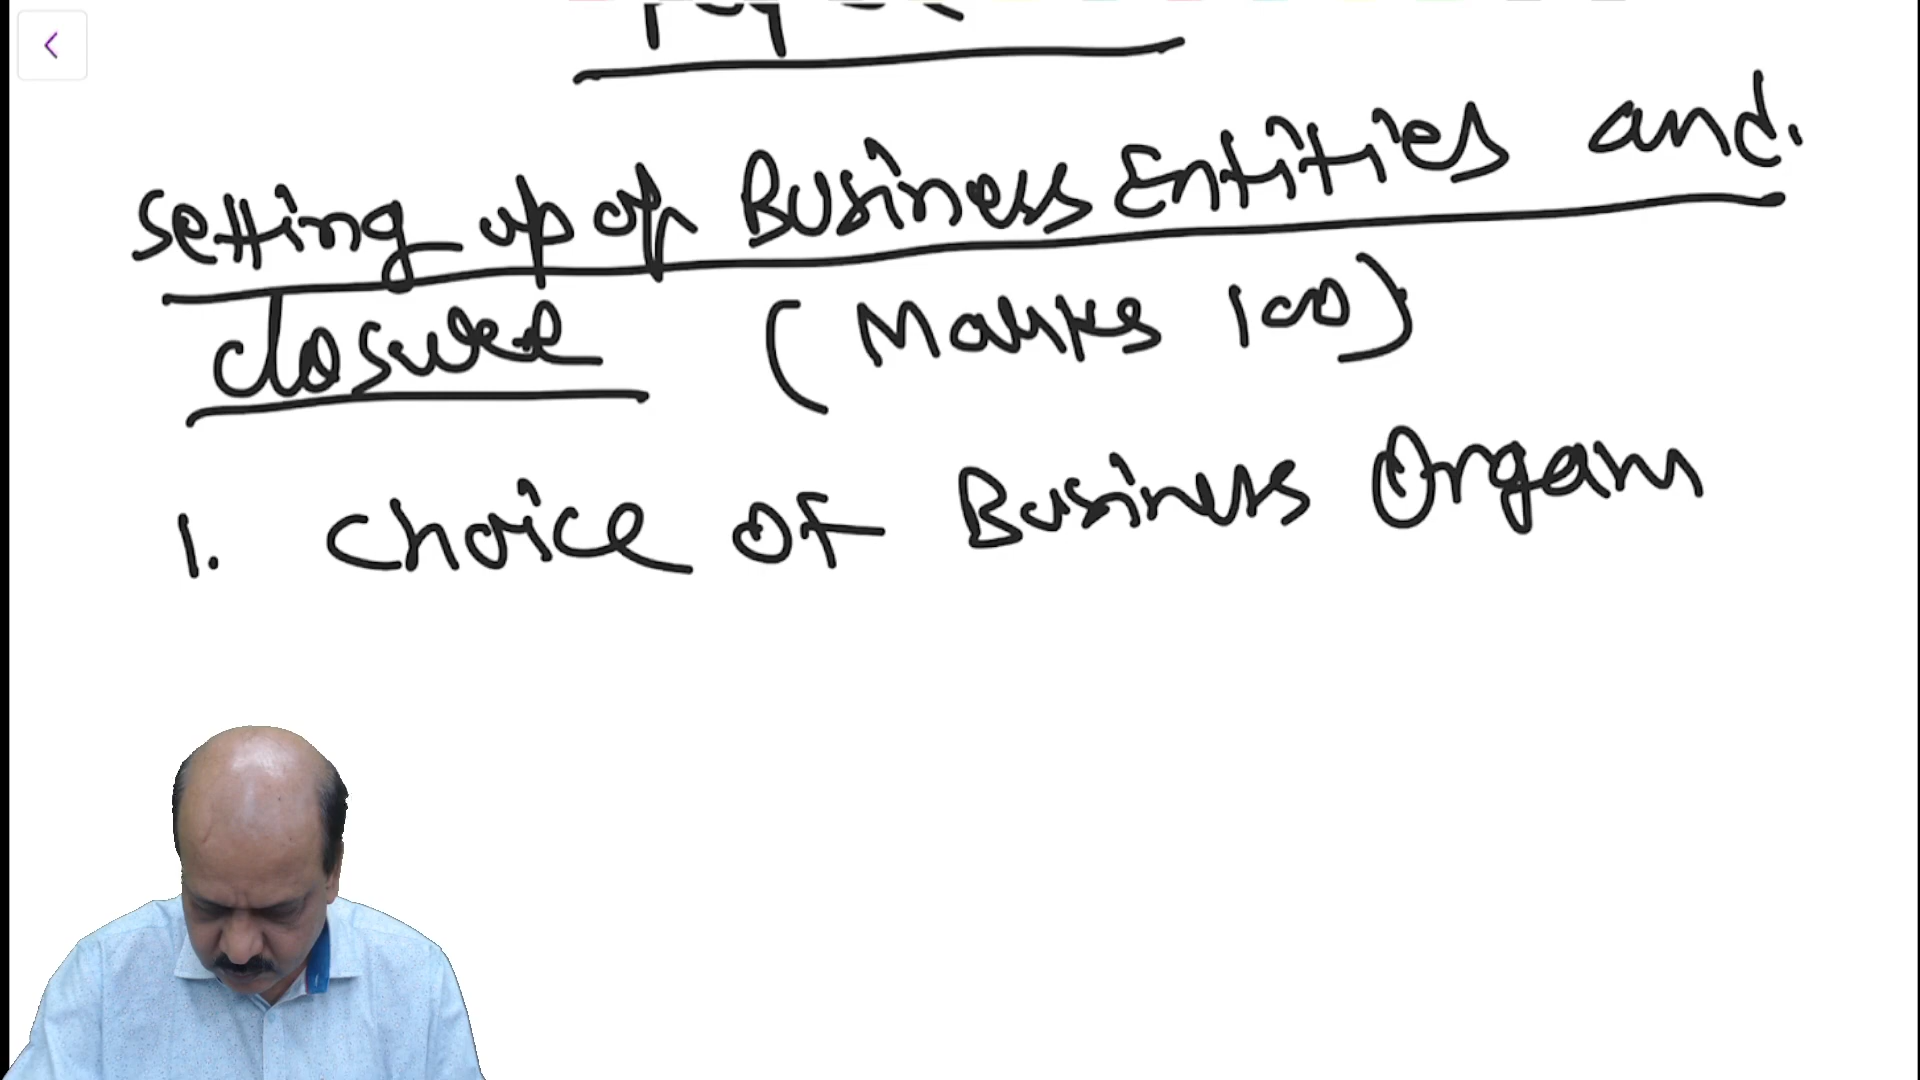 Setting up of Business Entities and
closure (Marks 100)
1. Choice of Business Organ